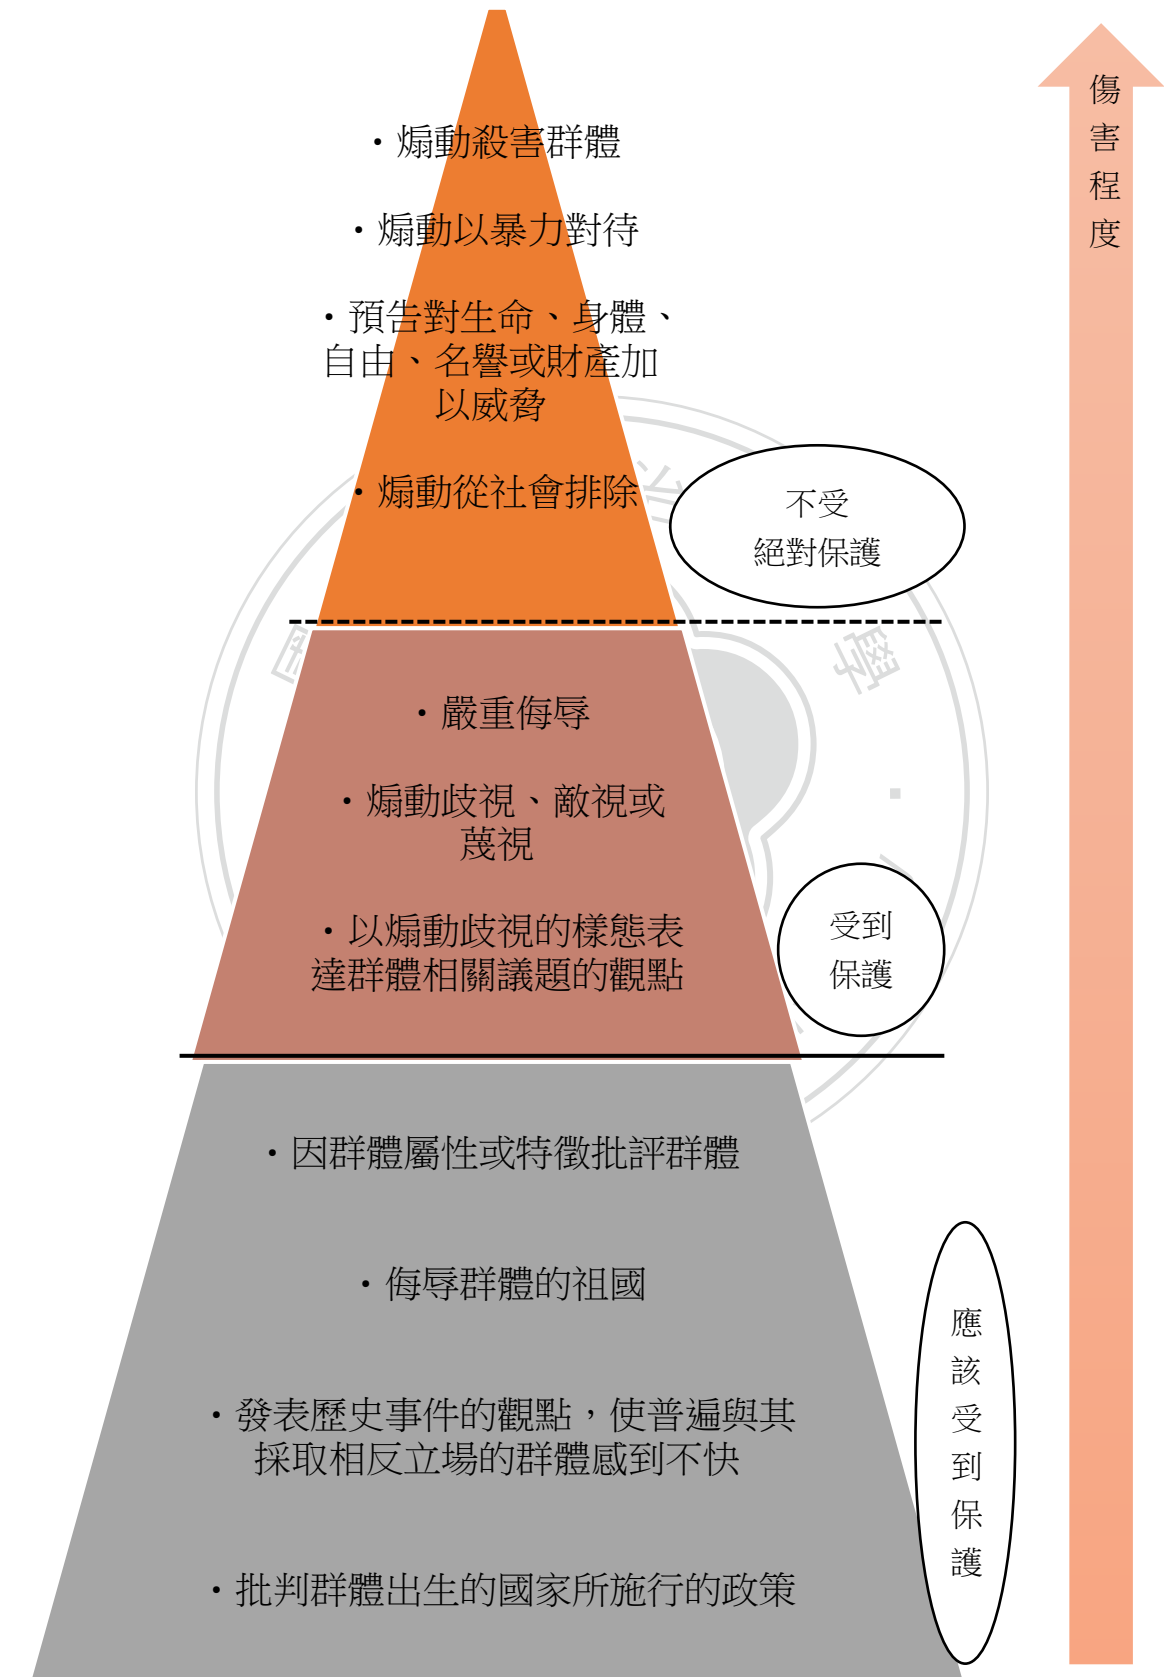 ・煽動殺害群體
・煽動以暴力對待
・預告對生命、身體、
自由、名譽或財產加
以威脅
・煽動從社會排除
不受
絕對保護
・嚴重侮辱
・煽動歧視、敵視或
蔑視
・以煽動歧視的樣態表
達群體相關議題的觀點
受到
保護
・因群體屬性或特徵批評群體
・侮辱群體的祖國
・發表歷史事件的觀點，使普遍與其
採取相反立場的群體感到不快
・批判群體出生的國家所施行的政策
應該受到保護
傷害程度
學